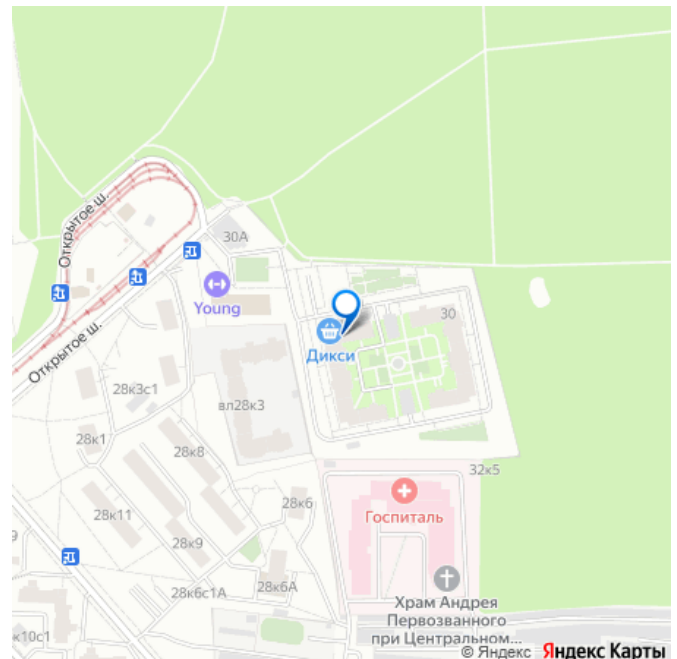 Открытое ш.
30А
Young
30
Дикси
Открытое ш.
28к3с1
вл28к3
28к1
28к8
32к5
28к6
Госпиталь
28к11
28к9
28к6А
28к6с1А
Храм Андрея
Первозванного
при Центральном...
к10с1
© Яндекс Яндекс Карты